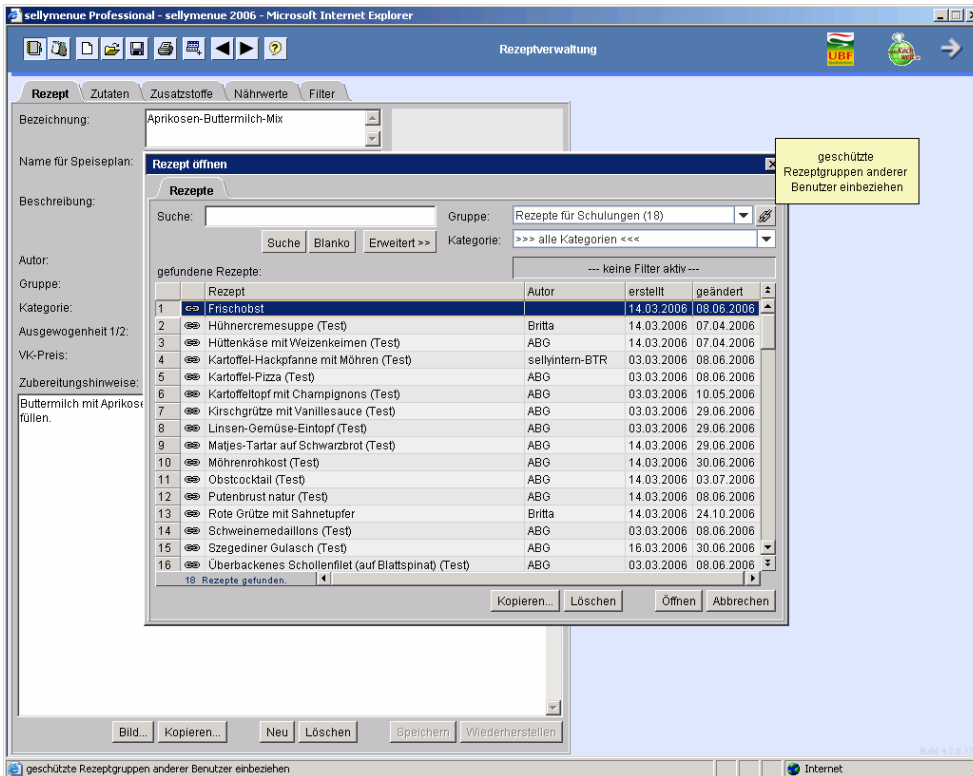 sellymenue Professional - sellymenue 2006 - Microsoft Internet Explorer
Rezeptverwaltung
UBF
Rezept Zutaten Zusatzstoffe Nährwerte Filter
Bezeichnung: Aprikosen-Buttermilch-Mix
Name für Speiseplan:
Beschreibung:
Autor:
Gruppe:
Kategorie:
Ausgewogenheit 1/2:
VK-Preis:
Zubereitungshinweise:
Buttermilch mit Aprikose
füllen.
Rezept öffnen
Rezepte
Suche: Gruppe: Rezepte für Schulungen (18)
Suche Blanko Erweitert >> Kategorie: >>> alle Kategorien <<<
gefundene Rezepte: --- keine Filter aktiv ---
Rezept Autor erstellt geändert
1 Frischobst 14.03.2006 08.06.2006
2 Hühnercremesuppe (Test) Britta 14.03.2006 07.04.2006
3 Hüttenkäse mit Weizenkeimen (Test) ABG 14.03.2006 07.04.2006
4 Kartoffel-Hackpfanne mit Möhren (Test) sellyintern-BTR 03.03.2006 08.06.2006
5 Kartoffel-Pizza (Test) ABG 03.03.2006 08.06.2006
6 Kartoffeltopf mit Champignons (Test) ABG 03.03.2006 10.05.2006
7 Kirschgrütze mit Vanillesauce (Test) ABG 03.03.2006 29.06.2006
8 Linsen-Gemüse-Eintopf (Test) ABG 03.03.2006 29.06.2006
9 Matjes-Tartar auf Schwarzbrot (Test) ABG 14.03.2006 29.06.2006
10 Möhrenrohkost (Test) ABG 14.03.2006 30.06.2006
11 Obstcocktail (Test) ABG 14.03.2006 03.07.2006
12 Putenbrust natur (Test) ABG 14.03.2006 08.06.2006
13 Rote Grütze mit Sahnetupfer Britta 14.03.2006 24.10.2006
14 Schweinemedaillons (Test) ABG 03.03.2006 08.06.2006
15 Szegediner Gulasch (Test) ABG 16.03.2006 30.06.2006
16 Überbackenes Schollenfilet (auf Blattspinat) (Test) ABG 03.03.2006 08.06.2006
18 Rezepte gefunden.
Kopieren... Löschen Öffnen Abbrechen
geschützte
Rezeptgruppen anderer
Benutzer einbeziehen
Bild... Kopieren... Neu Löschen Speichern Wiederherstellen
geschützte Rezeptgruppen anderer Benutzer einbeziehen Internet